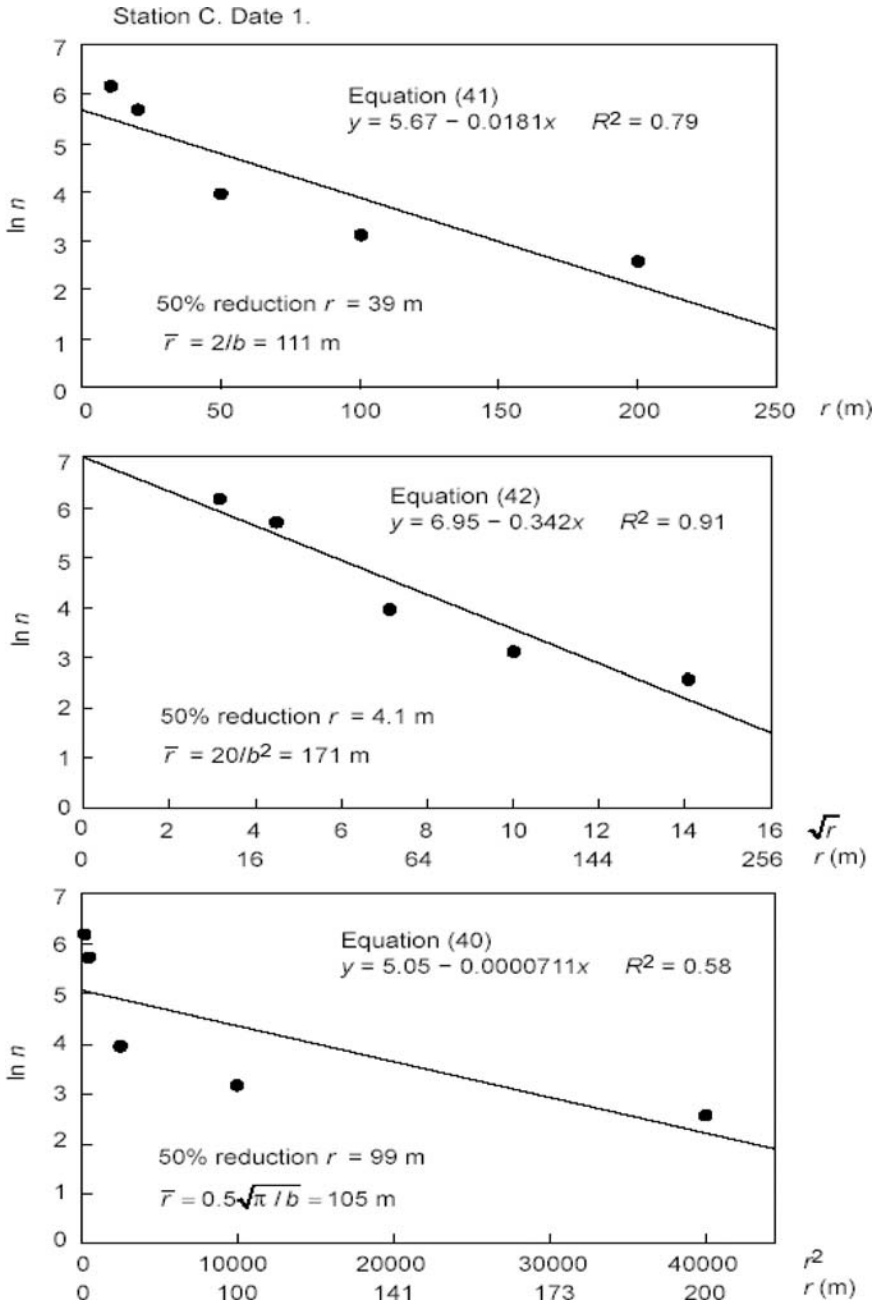 Station C. Date 1.
7
6
5
4
3
2
1
0
ln n
Equation (41)
y = 5.67 − 0.0181x R² = 0.79
50% reduction r = 39 m
r̅ = 2/b = 111 m
0 50 100 150 200 250 r (m)
7
6
5
4
3
2
1
0
ln n
Equation (42)
y = 6.95 − 0.342x R² = 0.91
50% reduction r = 4.1 m
r̅ = 20/b² = 171 m
0 2 4 6 8 10 12 14 16 √r
0 16 64 144 256 r (m)
7
6
5
4
3
2
1
0
ln n
Equation (40)
y = 5.05 − 0.0000711x R² = 0.58
50% reduction r = 99 m
r̅ = 0.5√π/b = 105 m
0 10000 20000 30000 40000 r²
0 100 141 173 200 r (m)